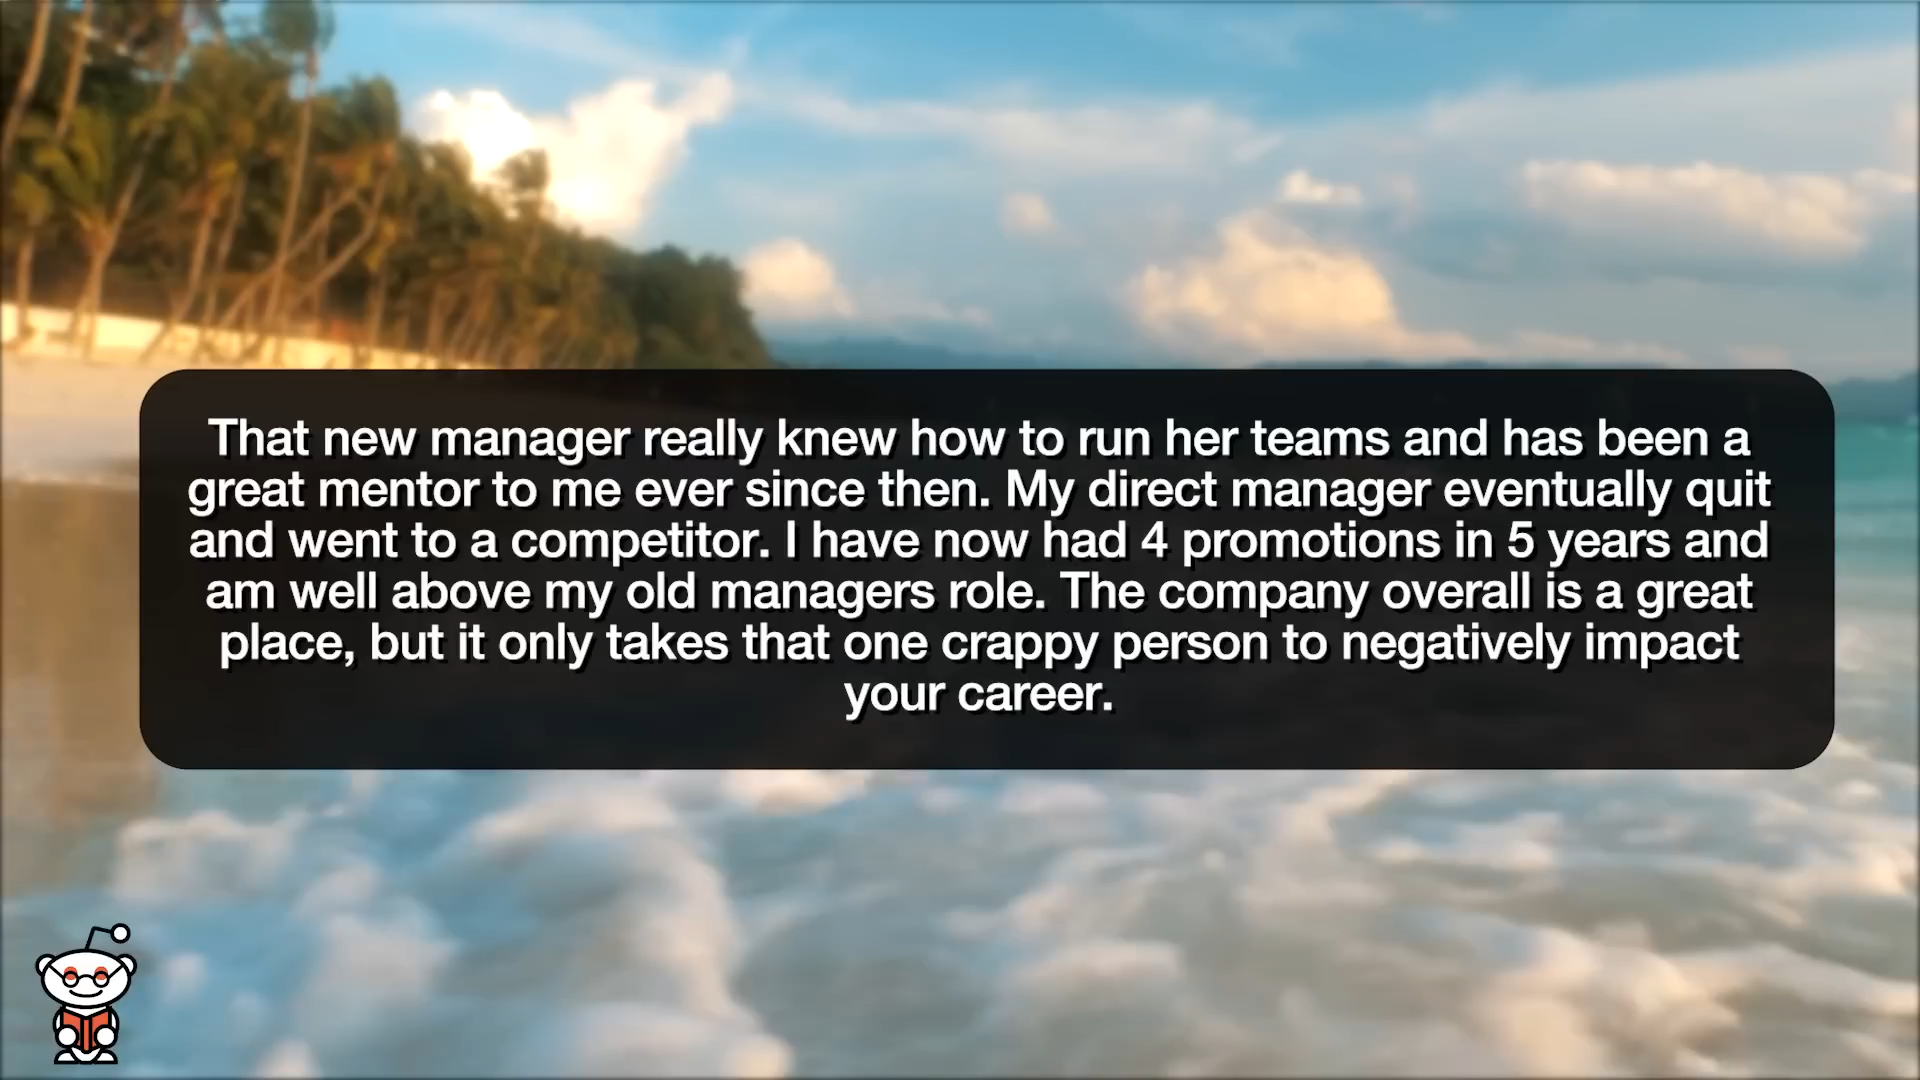 That new manager really knew how to run her teams and has been a
great mentor to me ever since then. My direct manager eventually quit
and went to a competitor. I have now had 4 promotions in 5 years and
am well above my old managers role. The company overall is a great
place, but it only takes that one crappy person to negatively impact
your career.